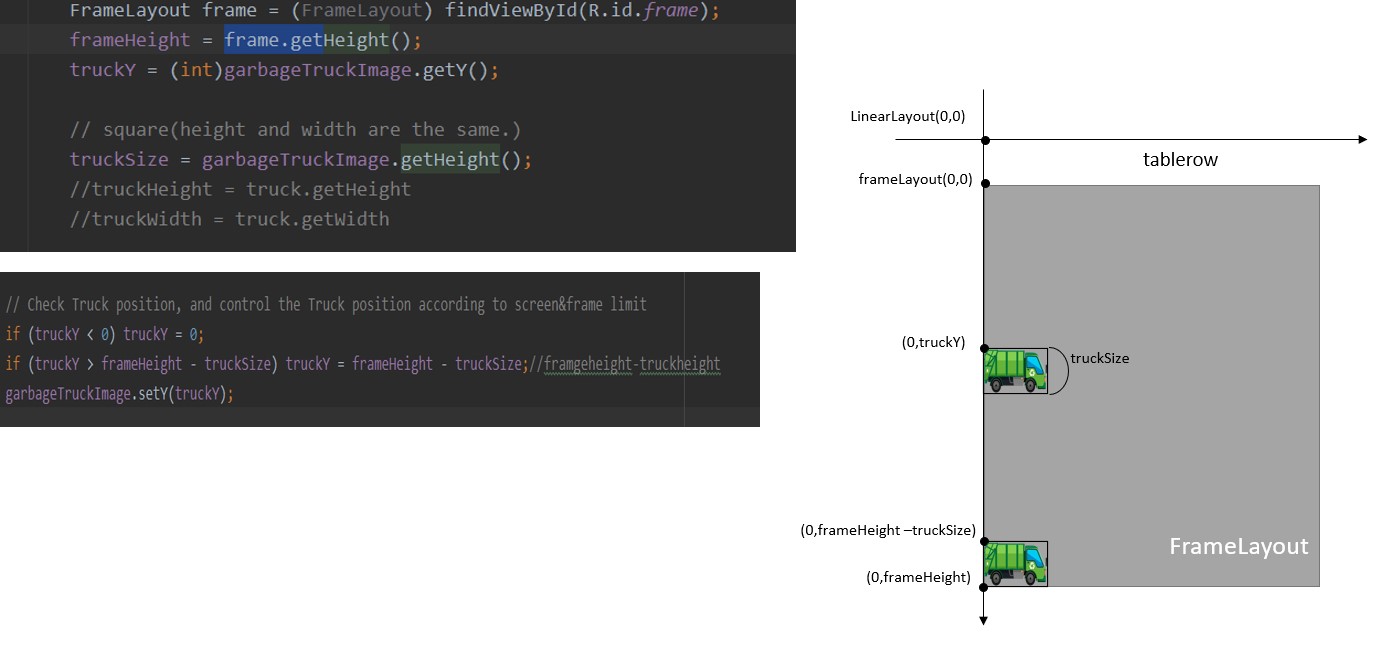 FrameLayout frame = (FrameLayout) findViewById(R.id.frame);
frameHeight = frame.getHeight();
truckY = (int)garbageTruckImage.getY();
// square(height and width are the same.)
truckSize = garbageTruckImage.getHeight();
//truckHeight = truck.getHeight
//truckWidth = truck.getWidth
// Check Truck position, and control the Truck position according to screen&frame limit
if (truckY < 0) truckY = 0;
if (truckY > frameHeight - truckSize) truckY = frameHeight - truckSize;//framgeheight-truckheight
garbageTruckImage.setY(truckY);
LinearLayout(0,0)
tablerow
frameLayout(0,0)
(0,truckY)
truckSize
(0,frameHeight –truckSize)
FrameLayout
(0,frameHeight)